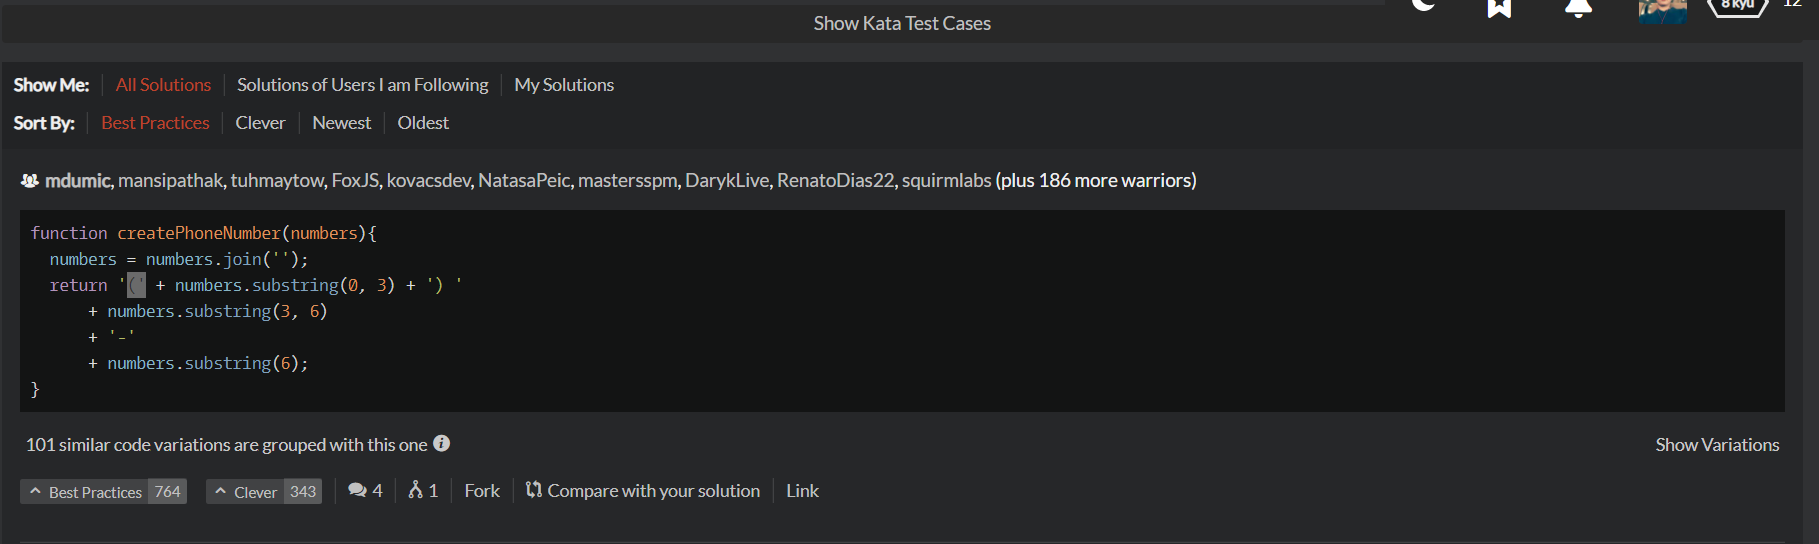 8 kyu 12
Show Kata Test Cases
Show Me: All Solutions Solutions of Users I am Following My Solutions
Sort By: Best Practices Clever Newest Oldest
mdumic, mansipathak, tuhmaytow, FoxJS, kovacsdev, NatasaPeic, mastersspm, DarykLive, RenatoDias22, squirmlabs (plus 186 more warriors)
function createPhoneNumber(numbers){
  numbers = numbers.join('');
  return '(' + numbers.substring(0, 3) + ') '
      + numbers.substring(3, 6)
      + '-'
      + numbers.substring(6);
}
101 similar code variations are grouped with this one Show Variations
Best Practices 764 Clever 343 4 1 Fork Compare with your solution Link